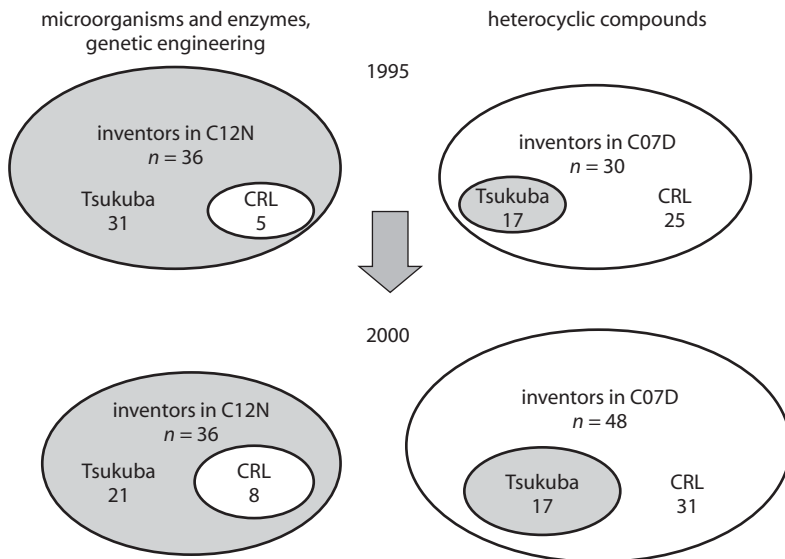 microorganisms and enzymes,
genetic engineering
heterocyclic compounds
1995
inventors in C12N
n = 36
Tsukuba
31
CRL
5
inventors in C07D
n = 30
Tsukuba
17
CRL
25
2000
inventors in C12N
n = 36
Tsukuba
21
CRL
8
inventors in C07D
n = 48
Tsukuba
17
CRL
31